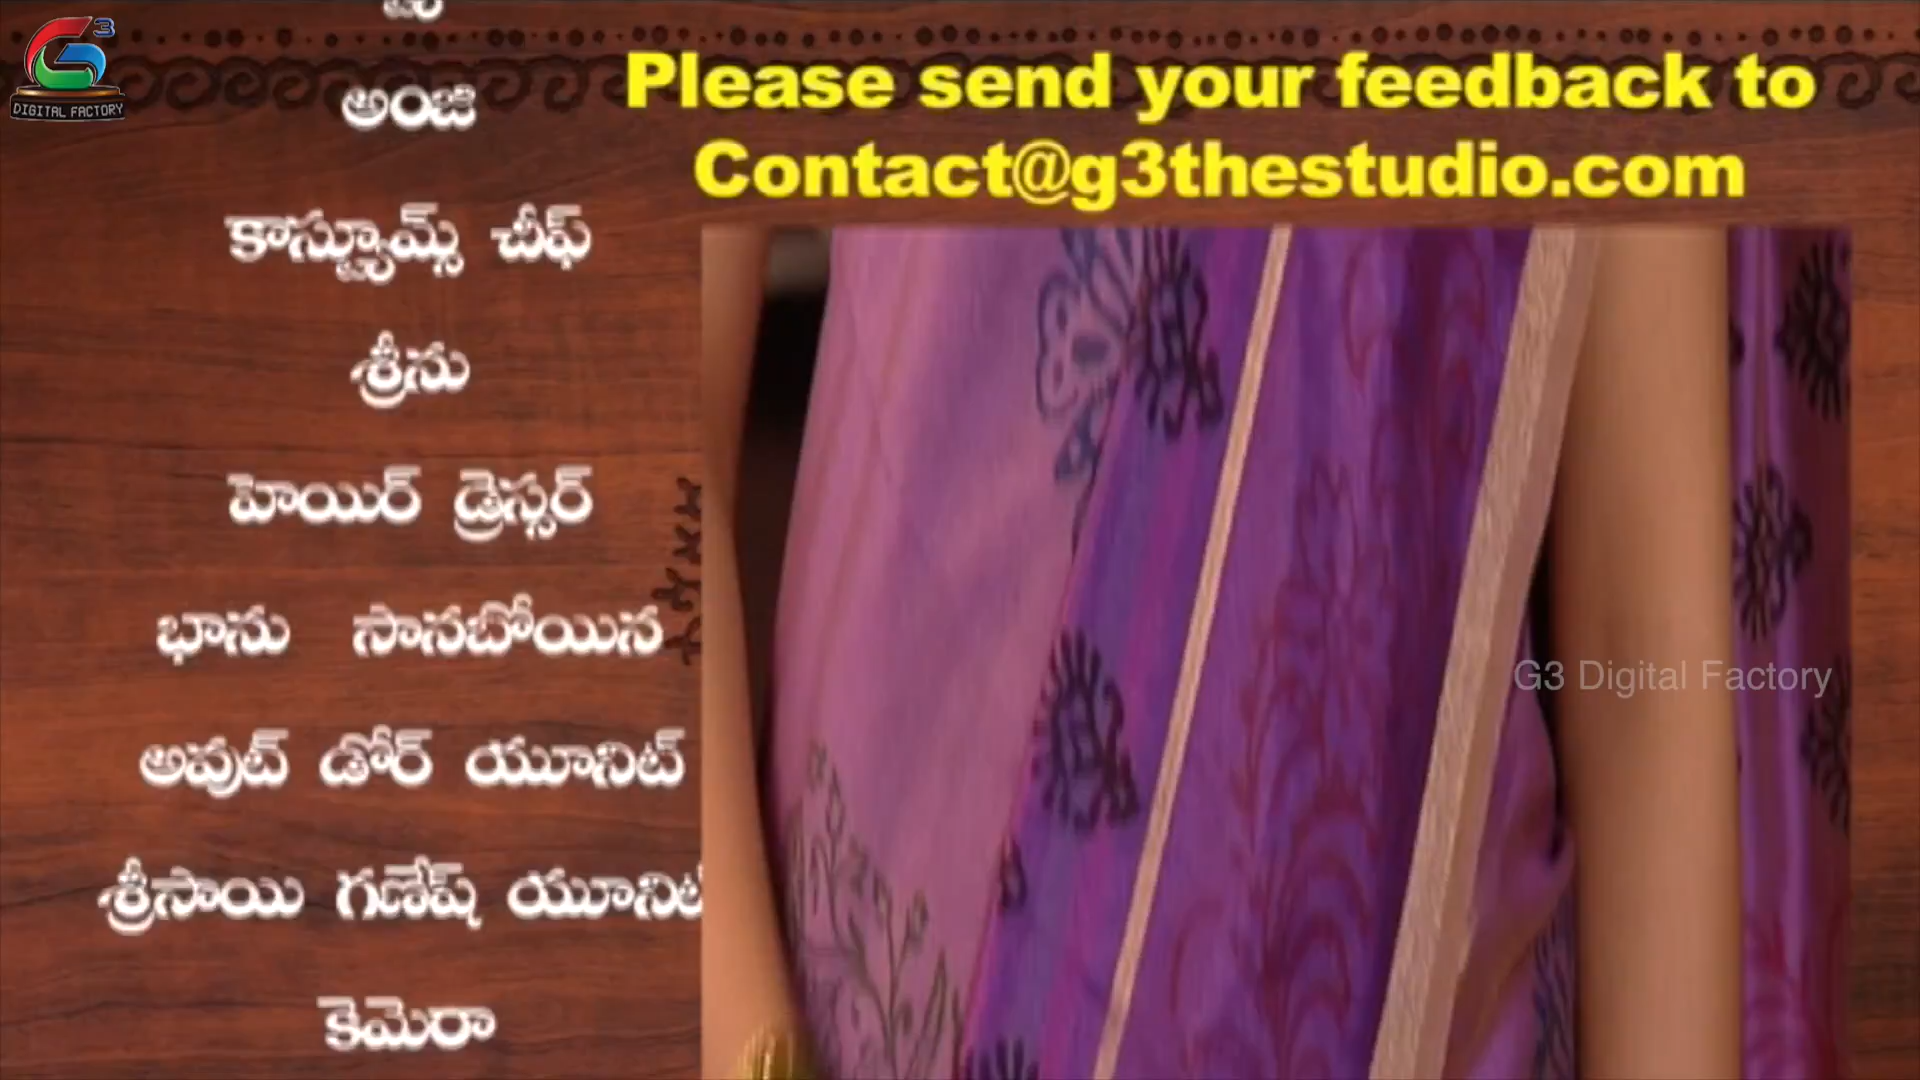 G3
DIGITAL FACTORY
Please send your feedback to
Contact@g3thestudio.com
అంజి
కాస్ట్యూమ్స్ చీఫ్
శ్రీను
హెయిర్ డ్రెస్సర్
భాను సానబోయిన
అవుట్ డోర్ యూనిట్
శ్రీసాయి గణేష్ యూనిట్
కెమెరా
G3 Digital Factory